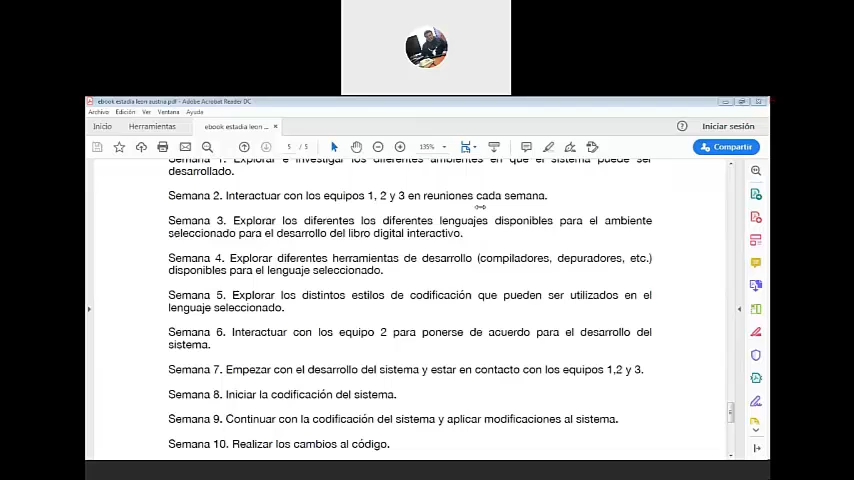 ebook estadia leon austria.pdf - Adobe Acrobat Reader DC
Archivo Edición Ver Ventana Ayuda
Inicio Herramientas ebook estadia leon ... × Iniciar sesión
5 / 5 135% Compartir
Semana 1. Explorar e investigar los diferentes ambientes en que el sistema puede ser
desarrollado.
Semana 2. Interactuar con los equipos 1, 2 y 3 en reuniones cada semana.
Semana 3. Explorar los diferentes los diferentes lenguajes disponibles para el ambiente
seleccionado para el desarrollo del libro digital interactivo.
Semana 4. Explorar diferentes herramientas de desarrollo (compiladores, depuradores, etc.)
disponibles para el lenguaje seleccionado.
Semana 5. Explorar los distintos estilos de codificación que pueden ser utilizados en el
lenguaje seleccionado.
Semana 6. Interactuar con los equipo 2 para ponerse de acuerdo para el desarrollo del
sistema.
Semana 7. Empezar con el desarrollo del sistema y estar en contacto con los equipos 1,2 y 3.
Semana 8. Iniciar la codificación del sistema.
Semana 9. Continuar con la codificación del sistema y aplicar modificaciones al sistema.
Semana 10. Realizar los cambios al código.